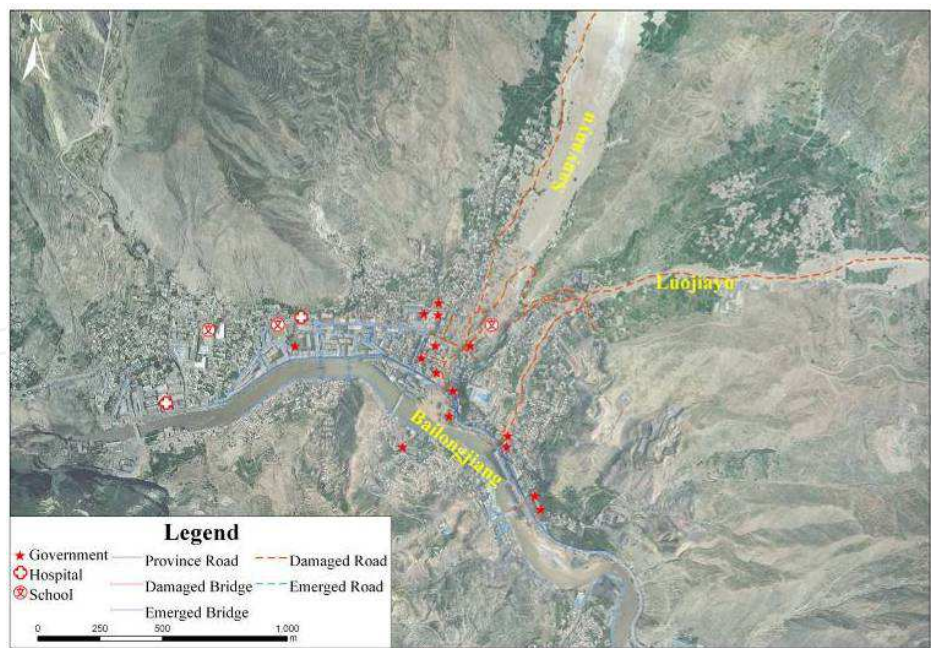 N
Sanyanyu
Luojiayu
Bailongjiang
Legend
Government
Province Road
Damaged Road
Hospital
Damaged Bridge
Emerged Road
School
Emerged Bridge
0 250 500 1,000
m